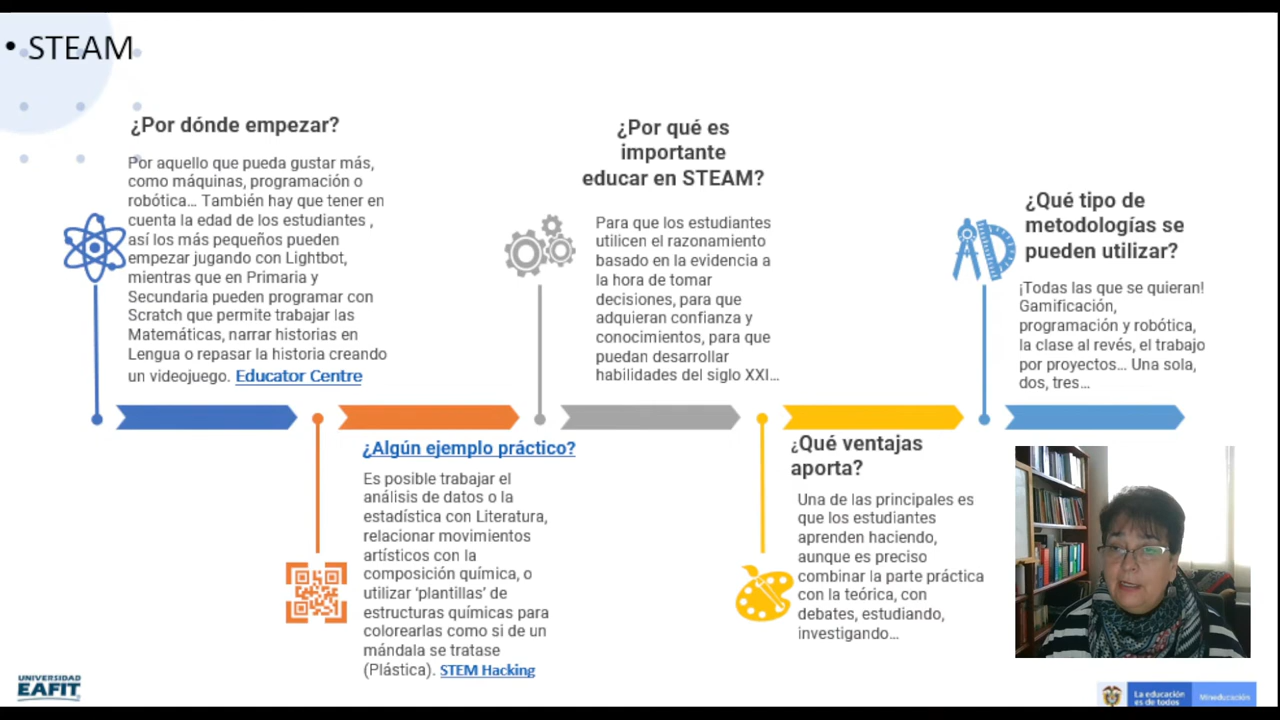 • STEAM
¿Por dónde empezar?
Por aquello que pueda gustar más,
como máquinas, programación o
robótica... También hay que tener en
cuenta la edad de los estudiantes ,
así los más pequeños pueden
empezar jugando con Lightbot,
mientras que en Primaria y
Secundaria pueden programar con
Scratch que permite trabajar las
Matemáticas, narrar historias en
Lengua o repasar la historia creando
un videojuego. Educator Centre
¿Algún ejemplo práctico?
Es posible trabajar el
análisis de datos o la
estadística con Literatura,
relacionar movimientos
artísticos con la
composición química, o
utilizar ‘plantillas’ de
estructuras químicas para
colorearlas como si de un
mándala se tratase
(Plástica). STEM Hacking
¿Por qué es
importante
educar en STEAM?
Para que los estudiantes
utilicen el razonamiento
basado en la evidencia a
la hora de tomar
decisiones, para que
adquieran confianza y
conocimientos, para que
puedan desarrollar
habilidades del siglo XXI...
¿Qué ventajas
aporta?
Una de las principales es
que los estudiantes
aprenden haciendo,
aunque es preciso
combinar la parte práctica
con la teórica, con
debates, estudiando,
investigando...
¿Qué tipo de
metodologías se
pueden utilizar?
¡Todas las que se quieran!
Gamificación,
programación y robótica,
la clase al revés, el trabajo
por proyectos... Una sola,
dos, tres...
UNIVERSIDAD
EAFIT
La educación
es de todos
Mineducación